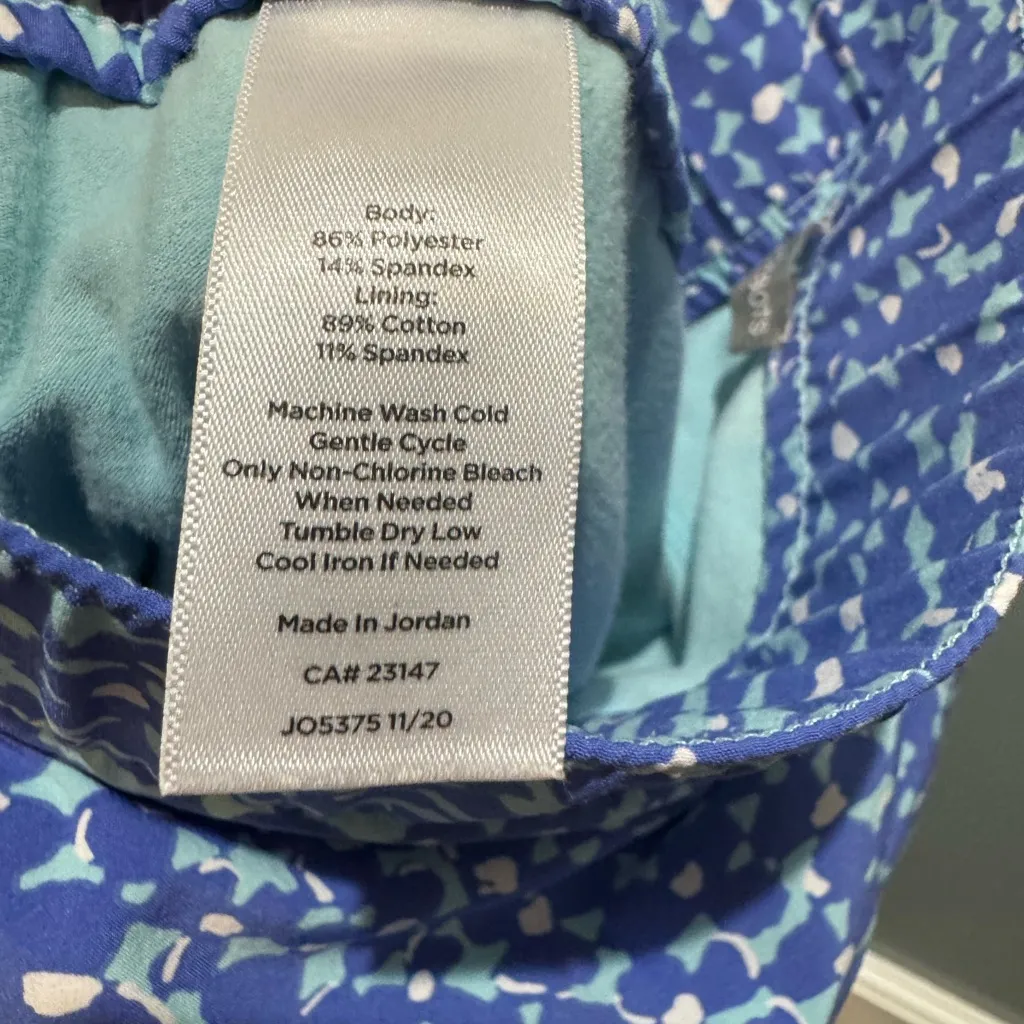 Body:
86% Polyester
14% Spandex
Lining:
89% Cotton
11% Spandex
Machine Wash Cold
Gentle Cycle
Only Non-Chlorine Bleach
When Needed
Tumble Dry Low
Cool Iron If Needed
Made In Jordan
CA# 23147
JO5375 11/20